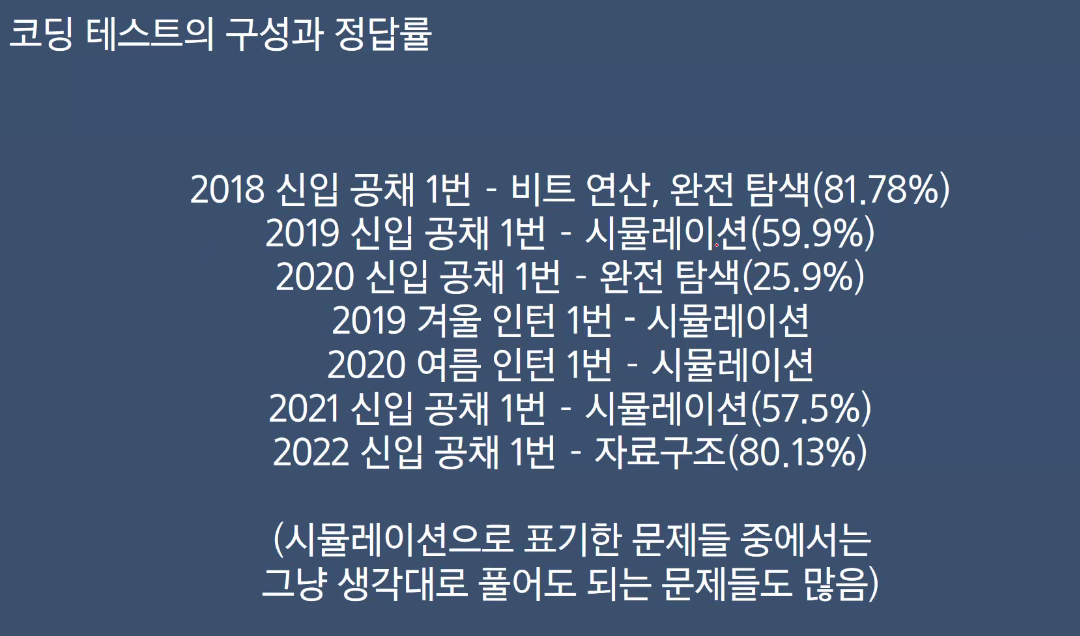 코딩 테스트의 구성과 정답률
2018 신입 공채 1번 - 비트 연산, 완전 탐색(81.78%)
2019 신입 공채 1번 - 시뮬레이션(59.9%)
2020 신입 공채 1번 - 완전 탐색(25.9%)
2019 겨울 인턴 1번 - 시뮬레이션
2020 여름 인턴 1번 - 시뮬레이션
2021 신입 공채 1번 - 시뮬레이션(57.5%)
2022 신입 공채 1번 - 자료구조(80.13%)
(시뮬레이션으로 표기한 문제들 중에서는
그냥 생각대로 풀어도 되는 문제들도 많음)